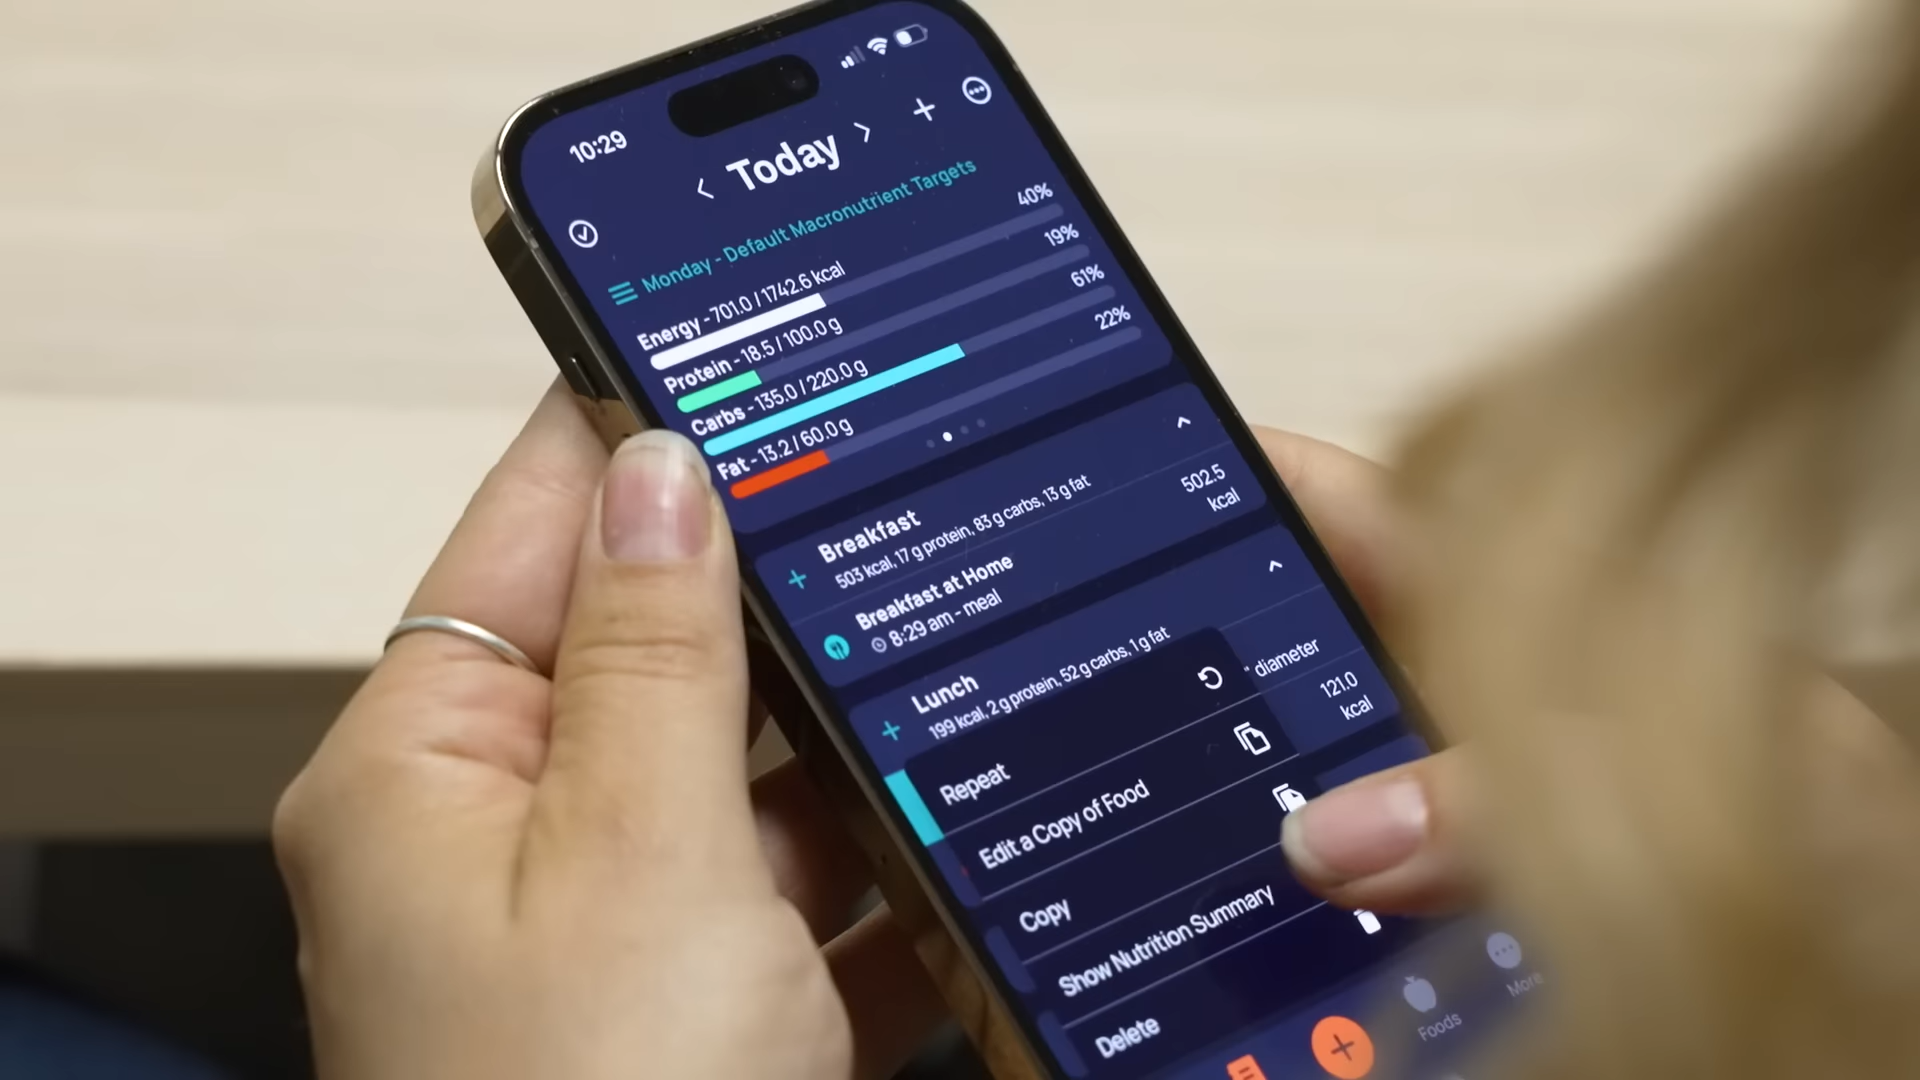 10:29
Today
Monday - Default Macronutrient Targets
Energy - 701.0 / 1742.6 kcal 40%
Protein - 18.5 / 100.0 g 19%
Carbs - 135.0 / 220.0 g 61%
Fat - 13.2 / 60.0 g 22%
Breakfast
503 kcal, 17 g protein, 83 g carbs, 13 g fat
Breakfast at Home 502.5
8:29 am - meal kcal
Lunch
199 kcal, 2 g protein, 52 g carbs, 1 g fat
" diameter
121.0
kcal
Repeat
Edit a Copy of Food
Copy
Show Nutrition Summary
Delete
Foods
More